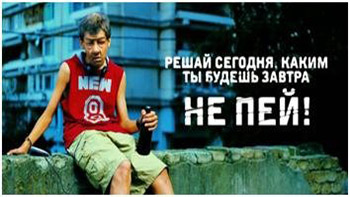 РЕШАЙ СЕГОДНЯ, КАКИМ
ТЫ БУДЕШЬ ЗАВТРА
НЕ ПЕЙ!
NEW
Q